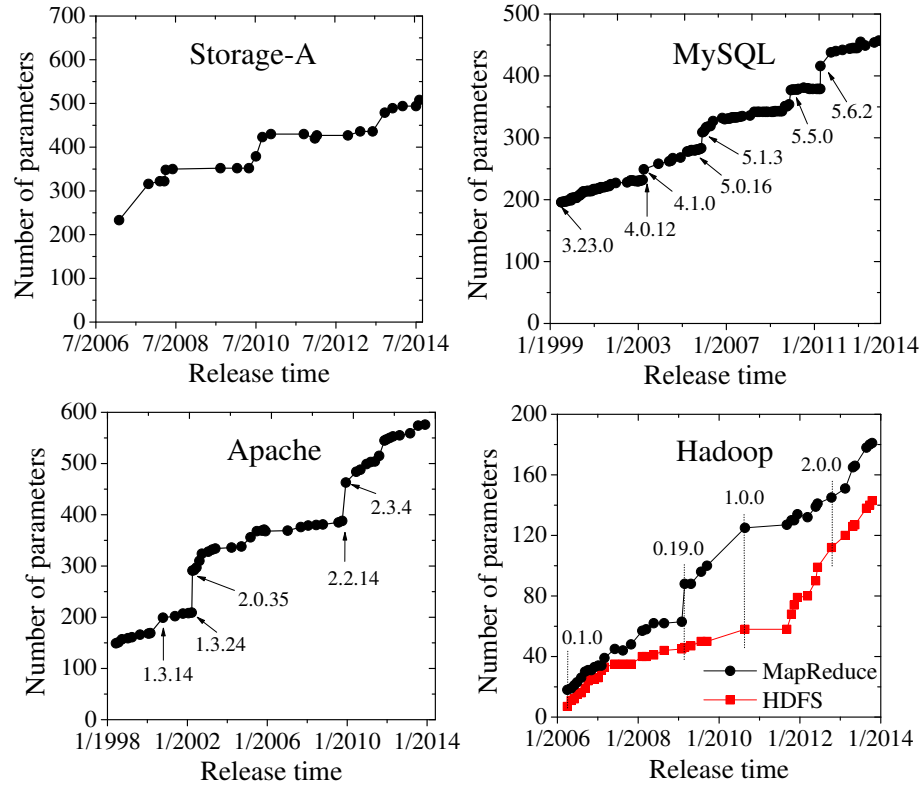 Storage-A
Number of parameters
700
600
500
400
300
200
100
0
7/2006 7/2008 7/2010 7/2012 7/2014
Release time
MySQL
Number of parameters
500
400
300
200
100
0
5.6.2
5.5.0
5.1.3
5.0.16
4.1.0
4.0.12
3.23.0
1/1999 1/2003 1/2007 1/2011 1/2014
Release time
Apache
Number of parameters
600
500
400
300
200
100
0
2.3.4
2.2.14
2.0.35
1.3.24
1.3.14
1/1998 1/2002 1/2006 1/2010 1/2014
Release time
Hadoop
Number of parameters
200
160
120
80
40
0
2.0.0
1.0.0
0.19.0
0.1.0
MapReduce
HDFS
1/2006 1/2008 1/2010 1/2012 1/2014
Release time